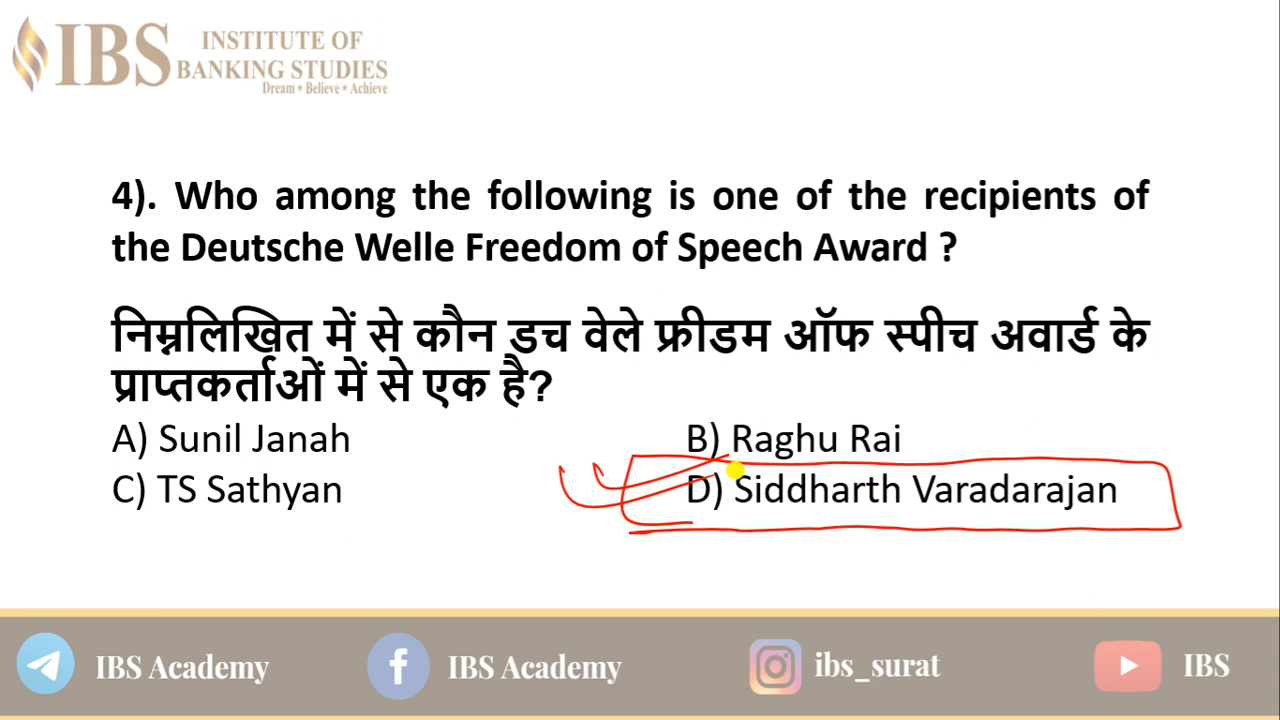 IBS INSTITUTE OF
BANKING STUDIES
Dream * Believe * Achieve
4). Who among the following is one of the recipients of
the Deutsche Welle Freedom of Speech Award ?
निम्नलिखित में से कौन डच वेले फ्रीडम ऑफ स्पीच अवार्ड के
प्राप्तकर्ताओं में से एक है?
A) Sunil Janah B) Raghu Rai
C) TS Sathyan D) Siddharth Varadarajan
IBS Academy IBS Academy ibs_surat IBS